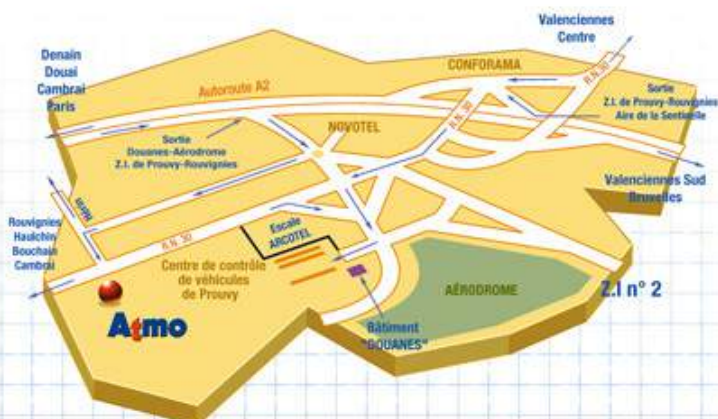 Valenciennes
Centre
Denain
Douai
Cambrai
Paris
CONFORAMA
R.N.30
Autoroute A2
Sortie
Z.I. de Prouvy-Rouvignies
Aire de la Sentinelle
R.N.30
NOVOTEL
Sortie
Douanes-Aérodrome
Z.I. de Prouvy-Rouvignies
Valenciennes Sud
Bruxelles
Hérin
Rouvignies
Haulchin
Bouchain
Cambrai
R.N. 30
Escale
ARCOTEL
Centre de contrôle
de véhicules
de Prouvy
AÉRODROME
Z.I n° 2
Atmo
Bâtiment
"DOUANES"